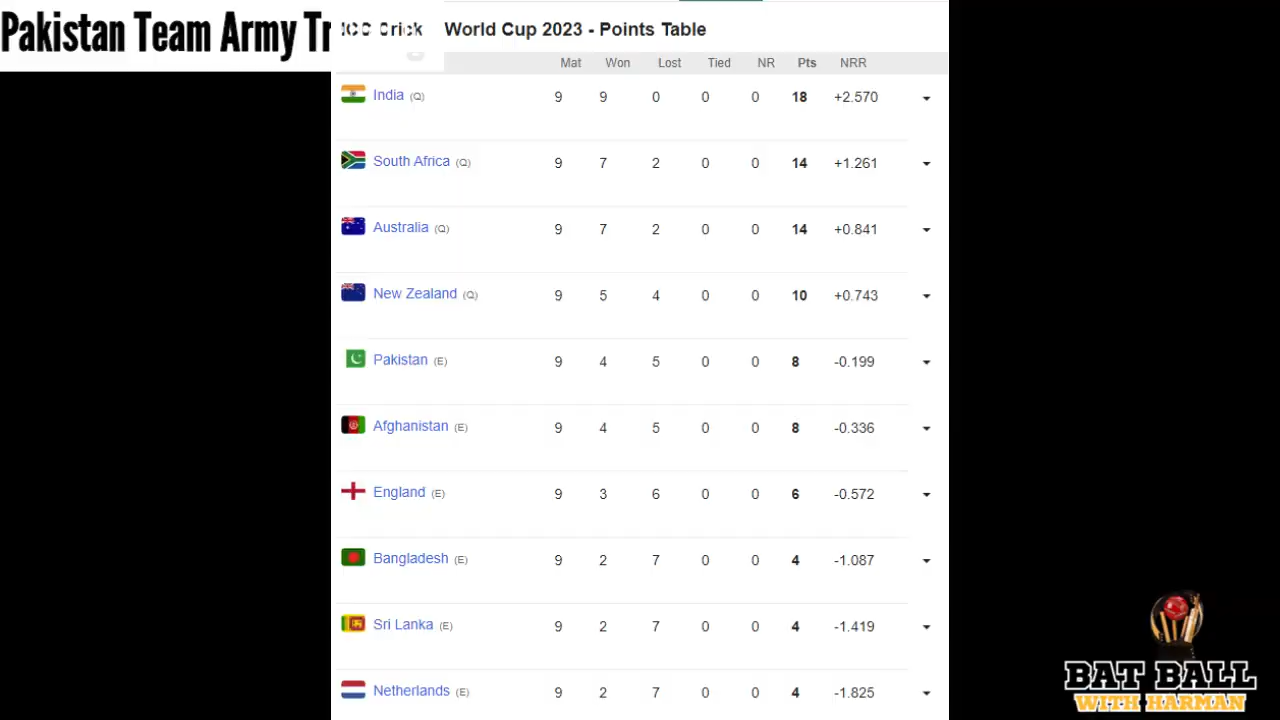 Pakistan Team Army Tr
World Cup 2023 - Points Table
Mat Won Lost Tied NR Pts NRR
India (Q) 9 9 0 0 0 18 +2.570
South Africa (Q) 9 7 2 0 0 14 +1.261
Australia (Q) 9 7 2 0 0 14 +0.841
New Zealand (Q) 9 5 4 0 0 10 +0.743
Pakistan (E) 9 4 5 0 0 8 -0.199
Afghanistan (E) 9 4 5 0 0 8 -0.336
England (E) 9 3 6 0 0 6 -0.572
Bangladesh (E) 9 2 7 0 0 4 -1.087
Sri Lanka (E) 9 2 7 0 0 4 -1.419
Netherlands (E) 9 2 7 0 0 4 -1.825
BAT BALL
WITH HARMAN